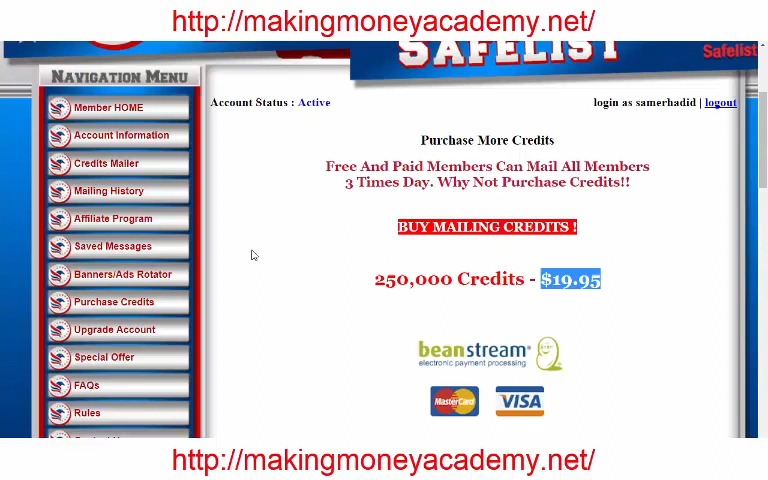 http://makingmoneyacademy.net/
SAFELIST
Safelist
NAVIGATION MENU
Account Status : Active
login as samerhadid | logout
Member HOME
Account Information
Credits Mailer
Mailing History
Affiliate Program
Saved Messages
Banners/Ads Rotator
Purchase Credits
Upgrade Account
Special Offer
FAQs
Rules
Purchase More Credits
Free And Paid Members Can Mail All Members
3 Times Day. Why Not Purchase Credits!!
BUY MAILING CREDITS !
250,000 Credits - $19.95
beanstream
electronic payment processing
MasterCard
VISA
http://makingmoneyacademy.net/